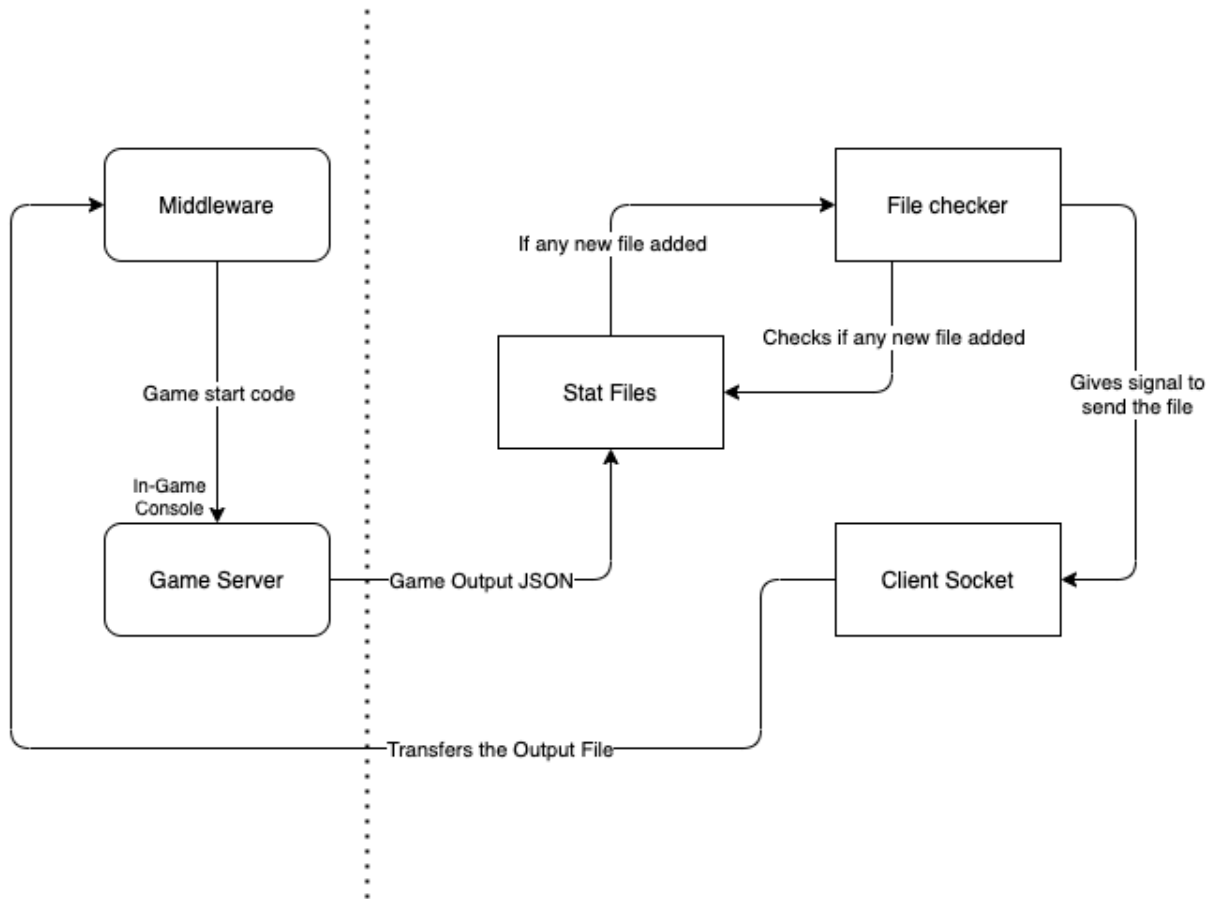 Middleware
File checker
If any new file added
Checks if any new file added
Stat Files
Game start code
Gives signal to
send the file
In-Game
Console
Game Server
Game Output JSON
Client Socket
Transfers the Output File